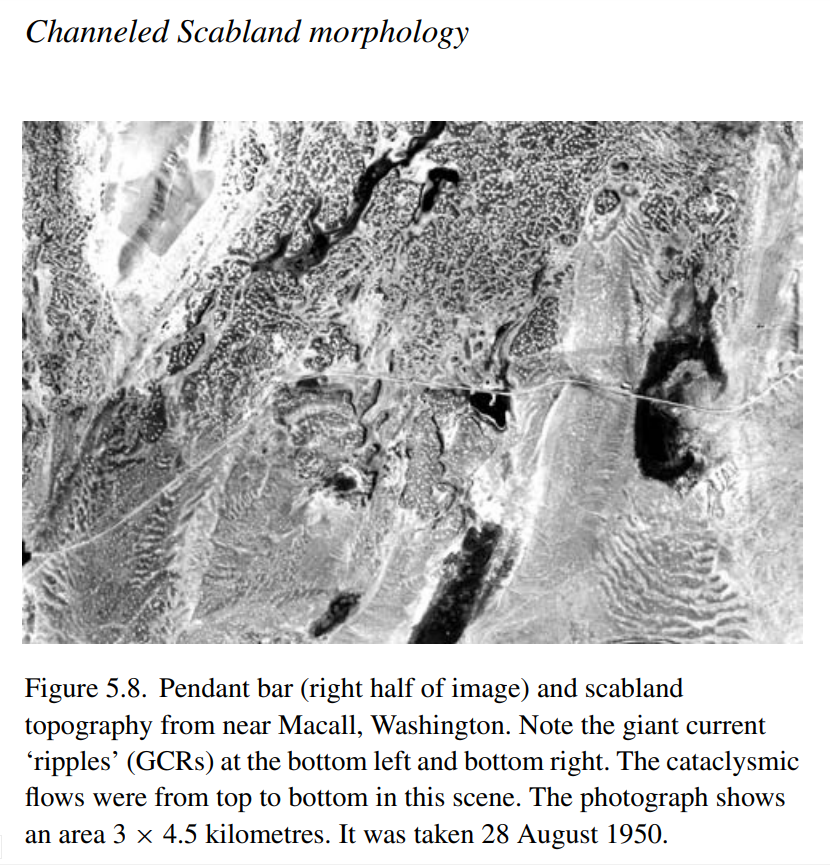 Channeled Scabland morphology
Figure 5.8. Pendant bar (right half of image) and scabland
topography from near Macall, Washington. Note the giant current
‘ripples’ (GCRs) at the bottom left and bottom right. The cataclysmic
flows were from top to bottom in this scene. The photograph shows
an area 3 × 4.5 kilometres. It was taken 28 August 1950.